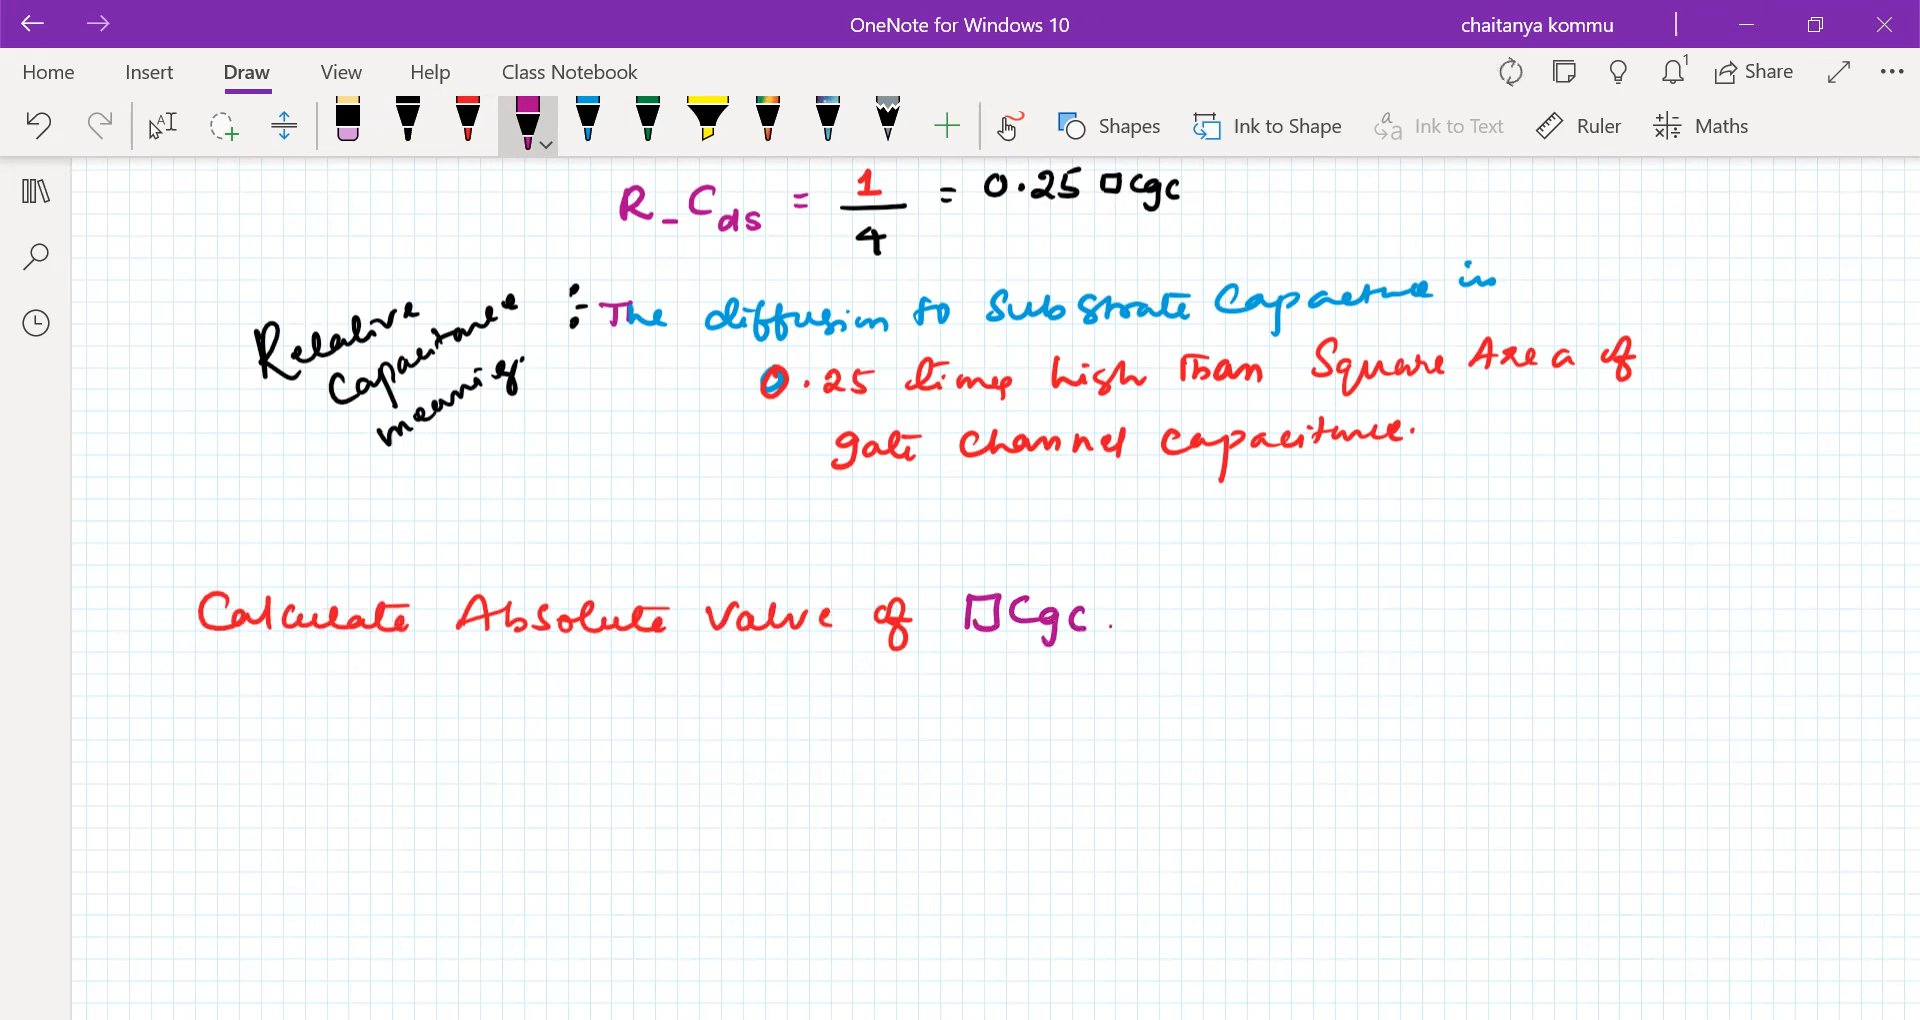 OneNote for Windows 10
chaitanya kommu
Home Insert Draw View Help Class Notebook
1 Share
Shapes Ink to Shape Ink to Text Ruler Maths
R_Cds = 1/4 = 0.25 □Cgc
Relative capacitance meaning :- The diffusion to Substrate Capactance is
0.25 times high Than Square Area of
gate channel capacitance.
Calculate Absolute Value of □Cgc.